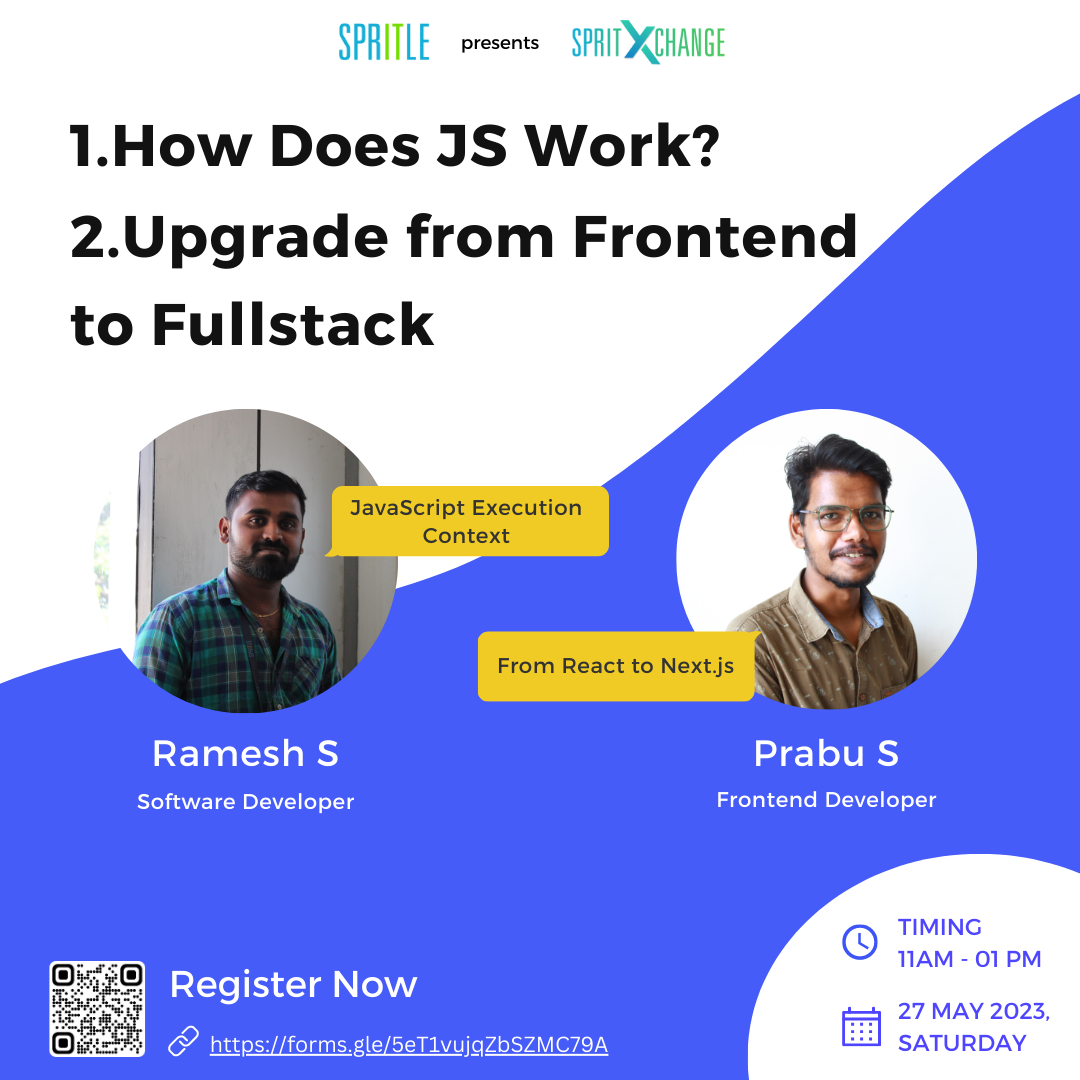 SPRITLE presents SPRITXCHANGE
1.How Does JS Work?
2.Upgrade from Frontend
to Fullstack
JavaScript Execution
Context
From React to Next.js
Ramesh S
Software Developer
Prabu S
Frontend Developer
TIMING
11AM - 01 PM
27 MAY 2023,
SATURDAY
Register Now
https://forms.gle/5eT1vujqZbSZMC79A